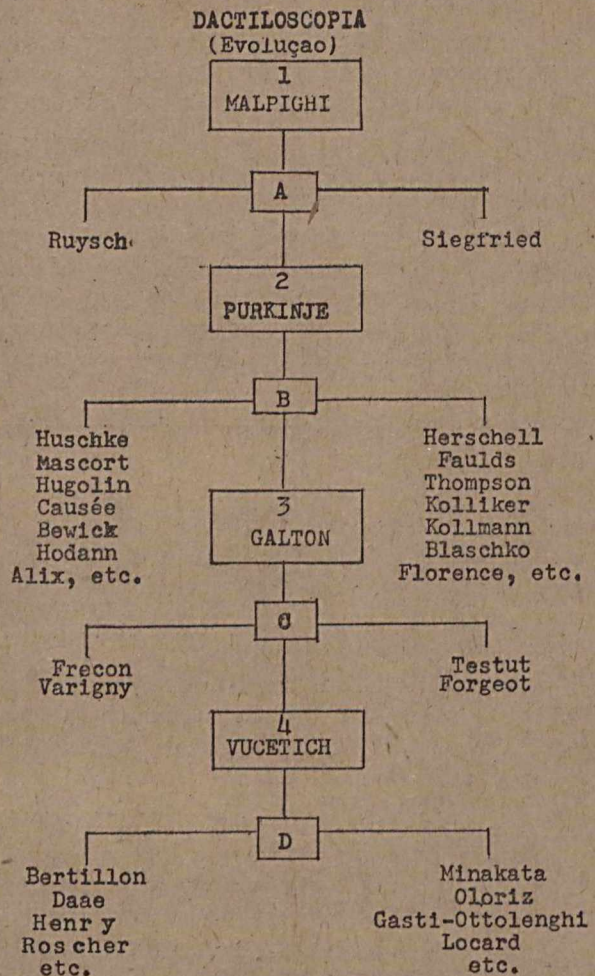 DACTILOSCOPIA
(Evoluçao)
1
MALPIGHI
A
Ruysch
Siegfried
2
PURKINJE
B
Huschke
Mascort
Hugolin
Causée
Bewick
Hodann
Alix, etc.
Herschell
Faulds
Thompson
Kolliker
Kollmann
Blaschko
Florence, etc.
3
GALTON
C
Frecon
Varigny
Testut
Forgeot
4
VUCETICH
D
Bertillon
Daae
Henr y
Ros cher
etc.
Minakata
Oloriz
Gasti-Ottolenghi
Locard
etc.